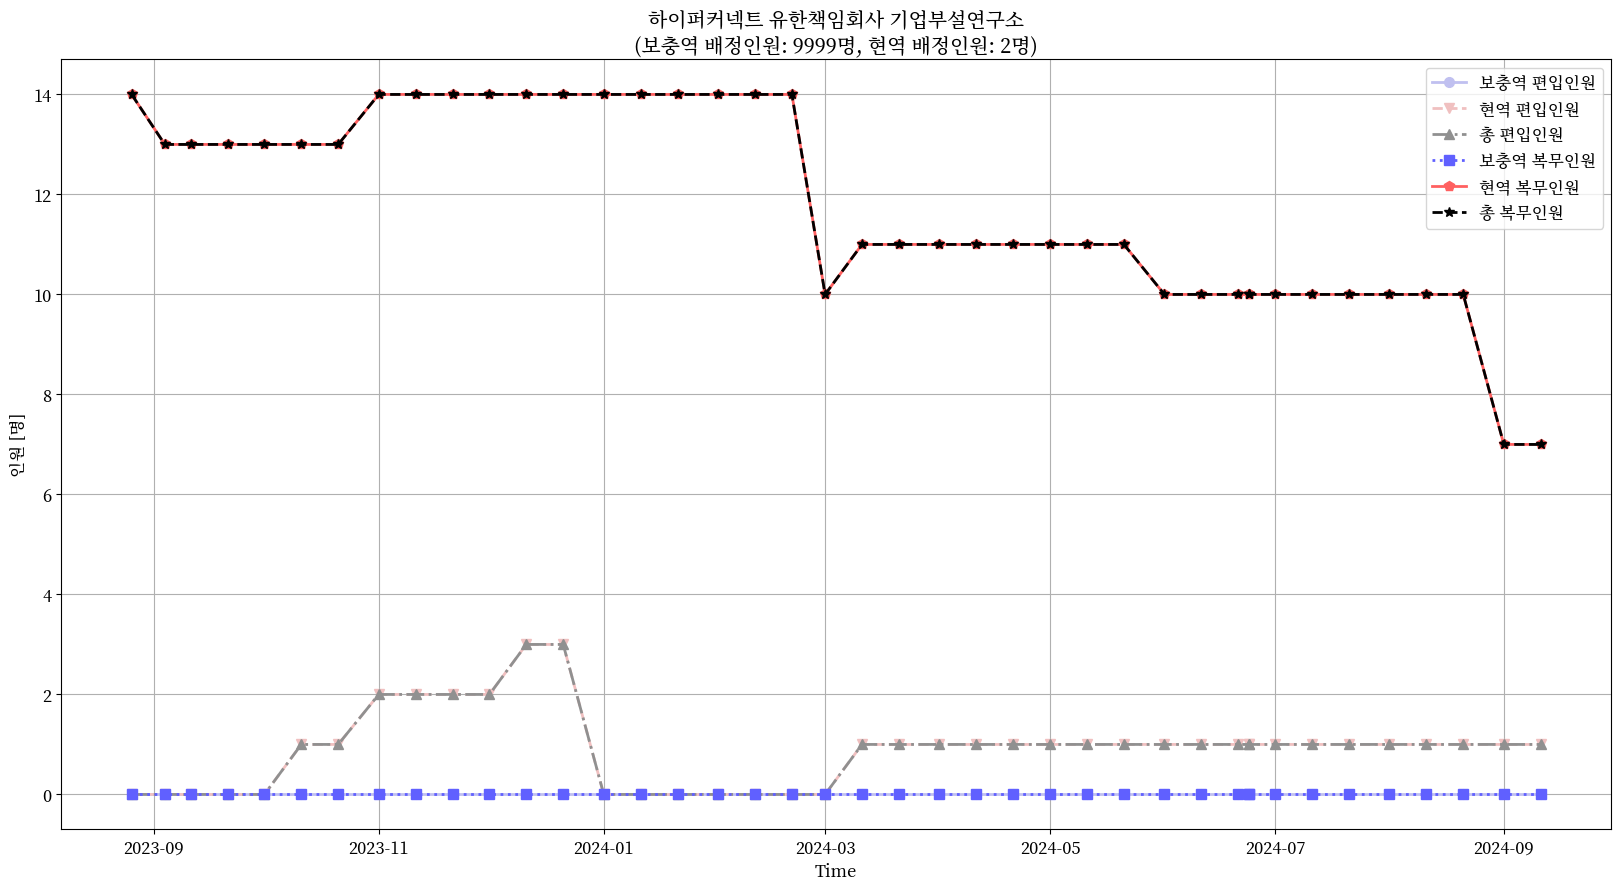 하이퍼커넥트 유한책임회사 기업부설연구소
(보충역 배정인원: 9999명, 현역 배정인원: 2명)
14
12
10
8
6
4
2
0
인원 [명]
보충역 편입인원
현역 편입인원
총 편입인원
보충역 복무인원
현역 복무인원
총 복무인원
2023-09
2023-11
2024-01
2024-03
2024-05
2024-07
2024-09
Time